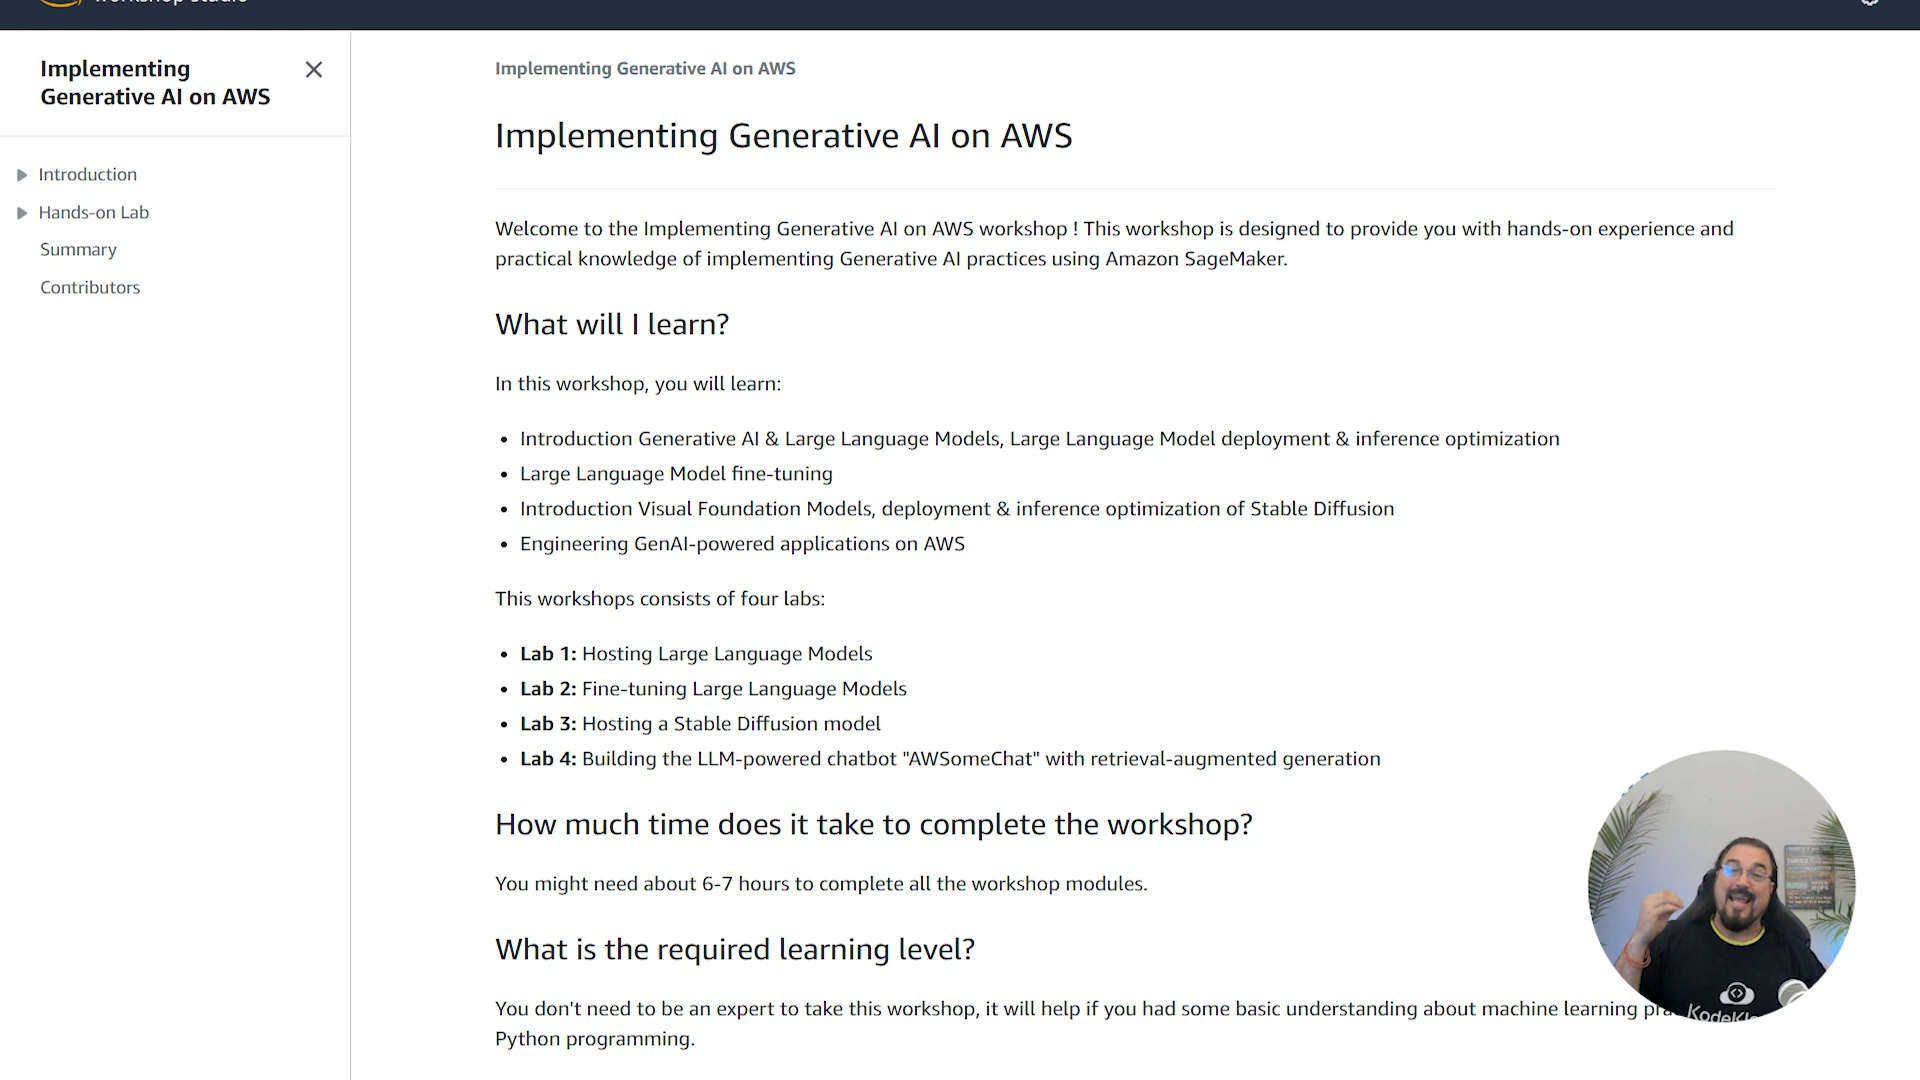 workshop studio
Implementing
Generative AI on AWS
Introduction
Hands-on Lab
Summary
Contributors
Implementing Generative AI on AWS
Implementing Generative AI on AWS
Welcome to the Implementing Generative AI on AWS workshop ! This workshop is designed to provide you with hands-on experience and
practical knowledge of implementing Generative AI practices using Amazon SageMaker.
What will I learn?
In this workshop, you will learn:
• Introduction Generative AI & Large Language Models, Large Language Model deployment & inference optimization
• Large Language Model fine-tuning
• Introduction Visual Foundation Models, deployment & inference optimization of Stable Diffusion
• Engineering GenAI-powered applications on AWS
This workshops consists of four labs:
• Lab 1: Hosting Large Language Models
• Lab 2: Fine-tuning Large Language Models
• Lab 3: Hosting a Stable Diffusion model
• Lab 4: Building the LLM-powered chatbot "AWSomeChat" with retrieval-augmented generation
How much time does it take to complete the workshop?
You might need about 6-7 hours to complete all the workshop modules.
What is the required learning level?
You don't need to be an expert to take this workshop, it will help if you had some basic understanding about machine learning
Python programming.